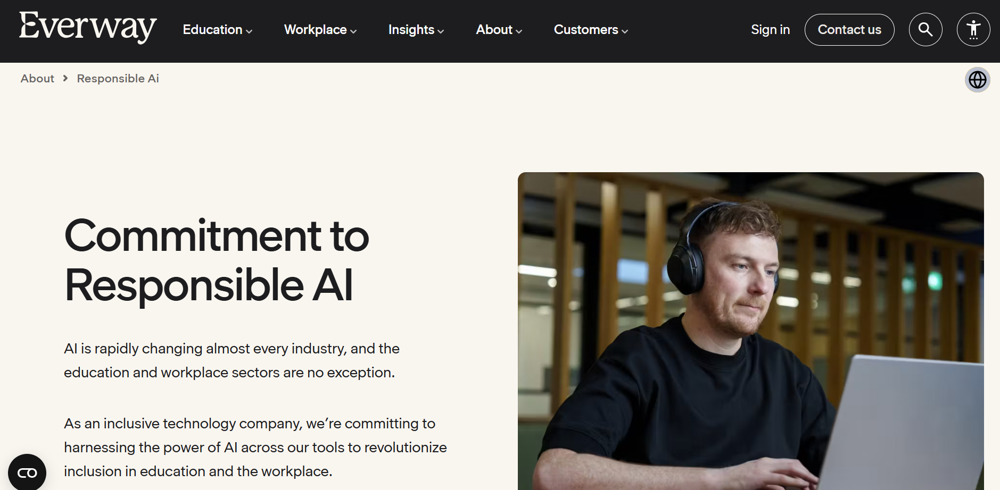 Everway
Education
Workplace
Insights
About
Customers
Sign in
Contact us
About
Responsible Ai
Commitment to
Responsible AI
AI is rapidly changing almost every industry, and the
education and workplace sectors are no exception.
As an inclusive technology company, we’re committing to
harnessing the power of AI across our tools to revolutionize
inclusion in education and the workplace.